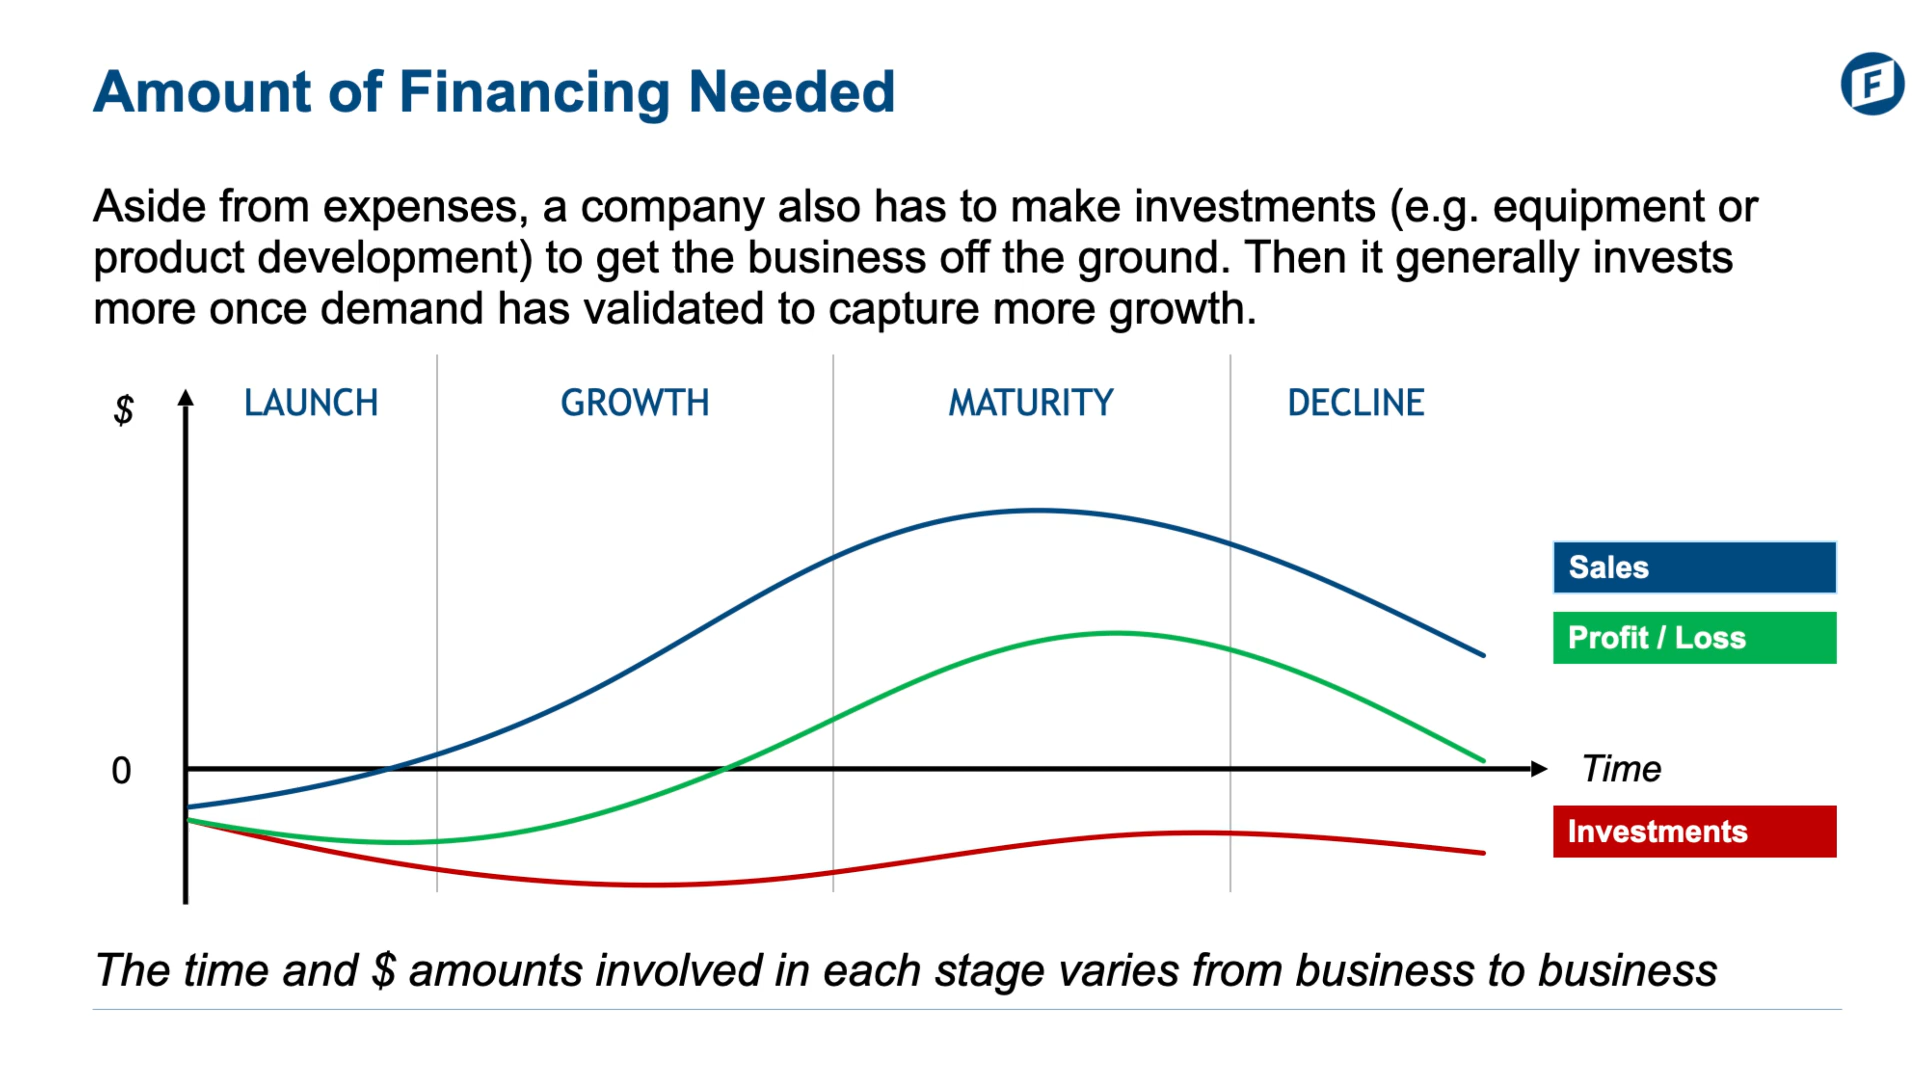 Amount of Financing Needed
F
Aside from expenses, a company also has to make investments (e.g. equipment or
product development) to get the business off the ground. Then it generally invests
more once demand has validated to capture more growth.
$
LAUNCH
GROWTH
MATURITY
DECLINE
Sales
Profit / Loss
0
Time
Investments
The time and $ amounts involved in each stage varies from business to business